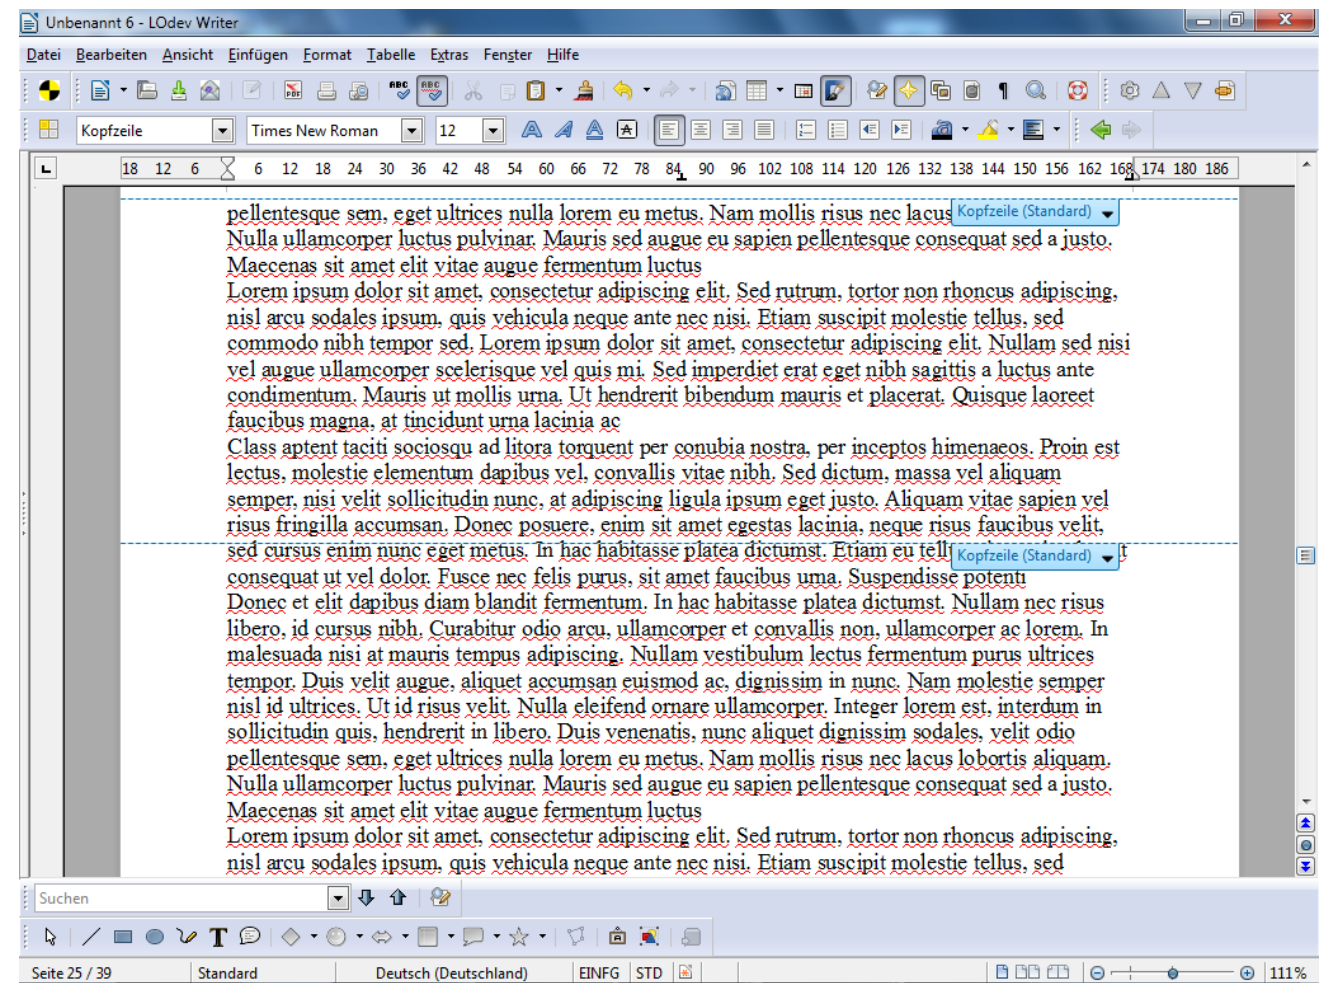 Unbenannt 6 - LOdev Writer
Datei Bearbeiten Ansicht Einfügen Format Tabelle Extras Fenster Hilfe
Kopfzeile Times New Roman 12
18 12 6 6 12 18 24 30 36 42 48 54 60 66 72 78 84 90 96 102 108 114 120 126 132 138 144 150 156 162 168 174 180 186
pellentesque sem, eget ultrices nulla lorem eu metus. Nam mollis risus nec lacus Kopfzeile (Standard)
Nulla ullamcorper luctus pulvinar. Mauris sed augue eu sapien pellentesque consequat sed a justo.
Maecenas sit amet elit vitae augue fermentum luctus
Lorem ipsum dolor sit amet, consectetur adipiscing elit. Sed rutrum, tortor non rhoncus adipiscing,
nisl arcu sodales ipsum, quis vehicula neque ante nec nisi. Etiam suscipit molestie tellus, sed
commodo nibh tempor sed. Lorem ipsum dolor sit amet, consectetur adipiscing elit. Nullam sed nisi
vel augue ullamcorper scelerisque vel quis mi. Sed imperdiet erat eget nibh sagittis a luctus ante
condimentum. Mauris ut mollis urna. Ut hendrerit bibendum mauris et placerat. Quisque laoreet
faucibus magna, at tincidunt urna lacinia ac
Class aptent taciti sociosqu ad litora torquent per conubia nostra, per inceptos himenaeos. Proin est
lectus, molestie elementum dapibus vel, convallis vitae nibh. Sed dictum, massa vel aliquam
semper, nisi velit sollicitudin nunc, at adipiscing ligula ipsum eget justo. Aliquam vitae sapien vel
risus fringilla accumsan. Donec posuere, enim sit amet egestas lacinia, neque risus faucibus velit,
sed cursus enim nunc eget metus. In hac habitasse platea dictumst. Etiam eu Kopfzeile (Standard)
consequat ut vel dolor. Fusce nec felis purus, sit amet faucibus urna. Suspendisse potenti
Donec et elit dapibus diam blandit fermentum. In hac habitasse platea dictumst. Nullam nec risus
libero, id cursus nibh. Curabitur odio arcu, ullamcorper et convallis non, ullamcorper ac lorem. In
malesuada nisi at mauris tempus adipiscing. Nullam vestibulum lectus fermentum purus ultrices
tempor. Duis velit augue, aliquet accumsan euismod ac, dignissim in nunc. Nam molestie semper
nisl id ultrices. Ut id risus velit. Nulla eleifend ornare ullamcorper. Integer lorem est, interdum in
sollicitudin quis, hendrerit in libero. Duis venenatis, nunc aliquet dignissim sodales, velit odio
pellentesque sem, eget ultrices nulla lorem eu metus. Nam mollis risus nec lacus lobortis aliquam.
Nulla ullamcorper luctus pulvinar. Mauris sed augue eu sapien pellentesque consequat sed a justo.
Maecenas sit amet elit vitae augue fermentum luctus
Lorem ipsum dolor sit amet, consectetur adipiscing elit. Sed rutrum, tortor non rhoncus adipiscing,
nisl arcu sodales ipsum, quis vehicula neque ante nec nisi. Etiam suscipit molestie tellus, sed
Suchen
Seite 25 / 39 Standard Deutsch (Deutschland) EINFG STD 111%